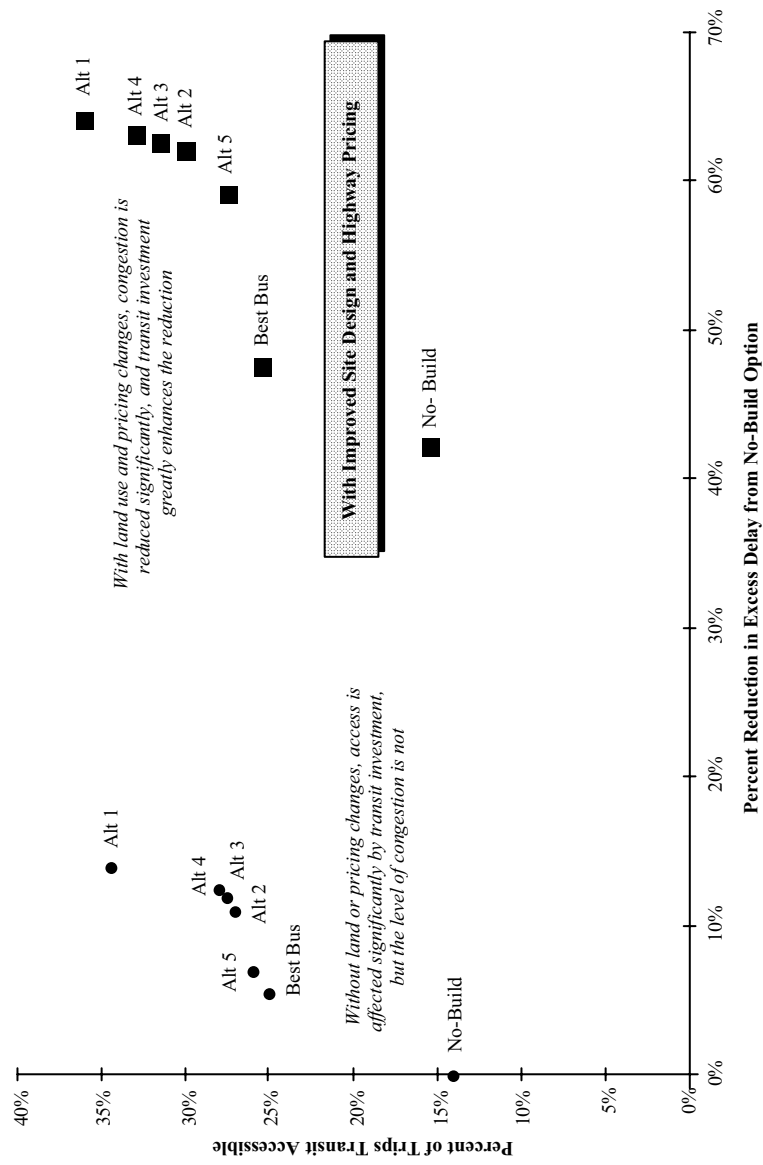 40%
35%
30%
25%
20%
15%
10%
5%
0%
Percent of Trips Transit Accessible
Alt 1
Alt 4
Alt 3
Alt 2
Alt 5
Best Bus
No-Build
Without land or pricing changes, access is
affected significantly by transit investment,
but the level of congestion is not
With land use and pricing changes, congestion is
reduced significantly, and transit investment
greatly enhances the reduction
Alt 1
Alt 4
Alt 3
Alt 2
Alt 5
Best Bus
With Improved Site Design and Highway Pricing
No- Build
0%
10%
20%
30%
40%
50%
60%
70%
Percent Reduction in Excess Delay from No-Build Option